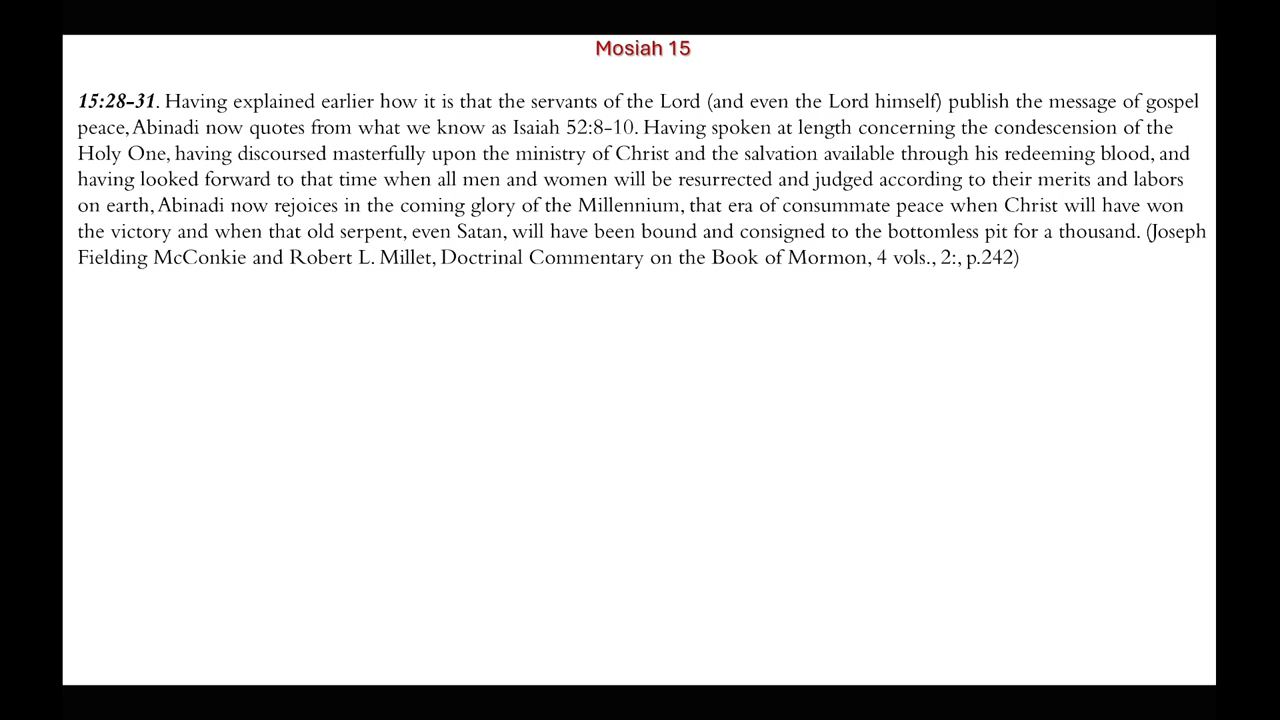 Mosiah 15
15:28-31. Having explained earlier how it is that the servants of the Lord (and even the Lord himself) publish the message of gospel
peace, Abinadi now quotes from what we know as Isaiah 52:8-10. Having spoken at length concerning the condescension of the
Holy One, having discoursed masterfully upon the ministry of Christ and the salvation available through his redeeming blood, and
having looked forward to that time when all men and women will be resurrected and judged according to their merits and labors
on earth, Abinadi now rejoices in the coming glory of the Millennium, that era of consummate peace when Christ will have won
the victory and when that old serpent, even Satan, will have been bound and consigned to the bottomless pit for a thousand. (Joseph
Fielding McConkie and Robert L. Millet, Doctrinal Commentary on the Book of Mormon, 4 vols., 2:, p.242)